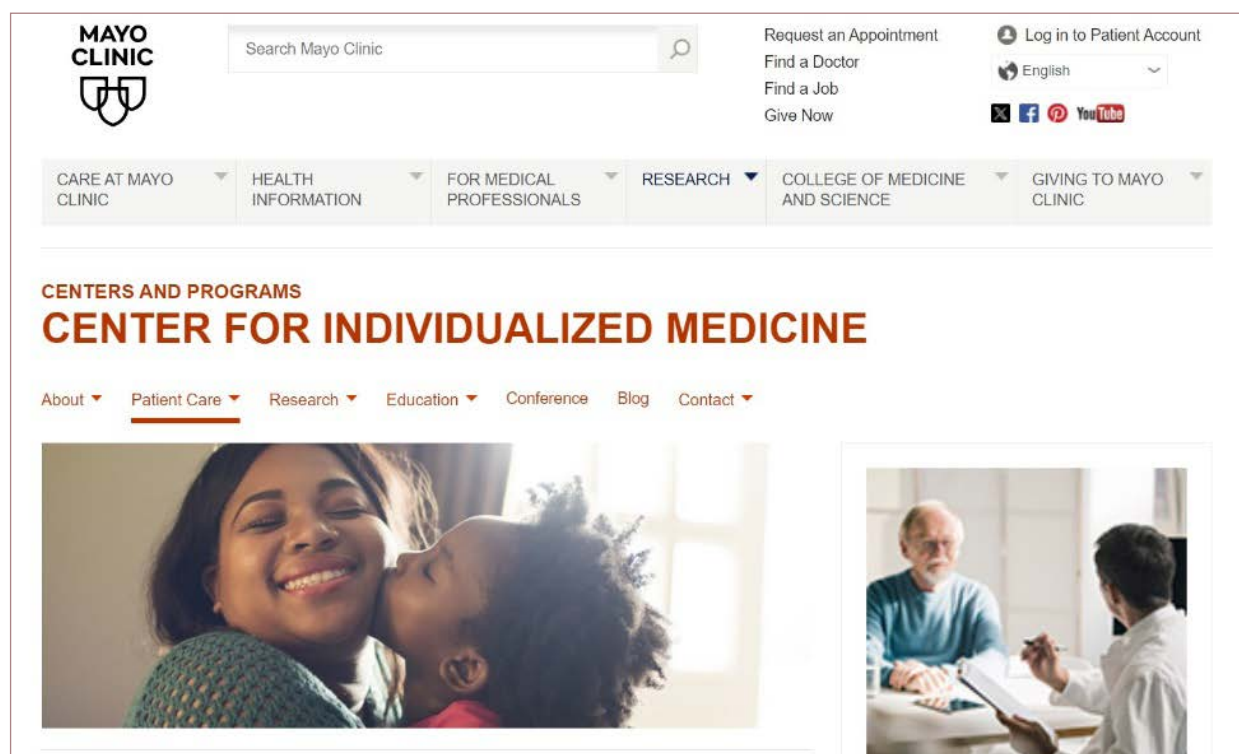 MAYO
CLINIC
Search Mayo Clinic
Request an Appointment
Find a Doctor
Find a Job
Give Now
Log in to Patient Account
English
X f P YouTube
CARE AT MAYO
CLINIC
HEALTH
INFORMATION
FOR MEDICAL
PROFESSIONALS
RESEARCH
COLLEGE OF MEDICINE
AND SCIENCE
GIVING TO MAYO
CLINIC
CENTERS AND PROGRAMS
CENTER FOR INDIVIDUALIZED MEDICINE
About Patient Care Research Education Conference Blog Contact